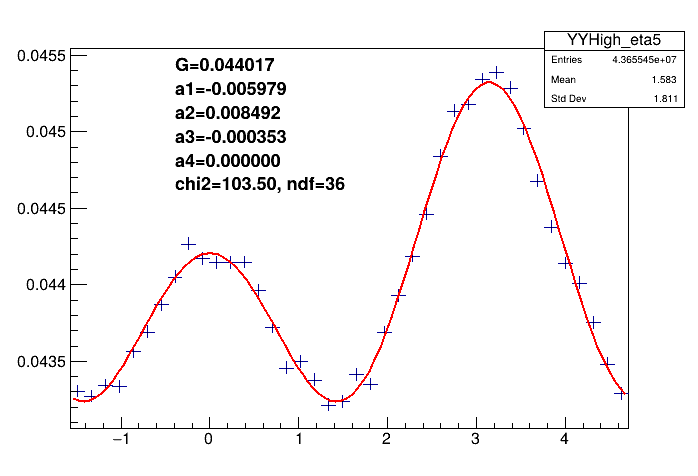 YYHigh_eta5
Entries 4.365545e+07
Mean 1.583
Std Dev 1.811
G=0.044017
a1=-0.005979
a2=0.008492
a3=-0.000353
a4=0.000000
chi2=103.50, ndf=36
0.0455
0.045
0.0445
0.044
0.0435
−1 0 1 2 3 4